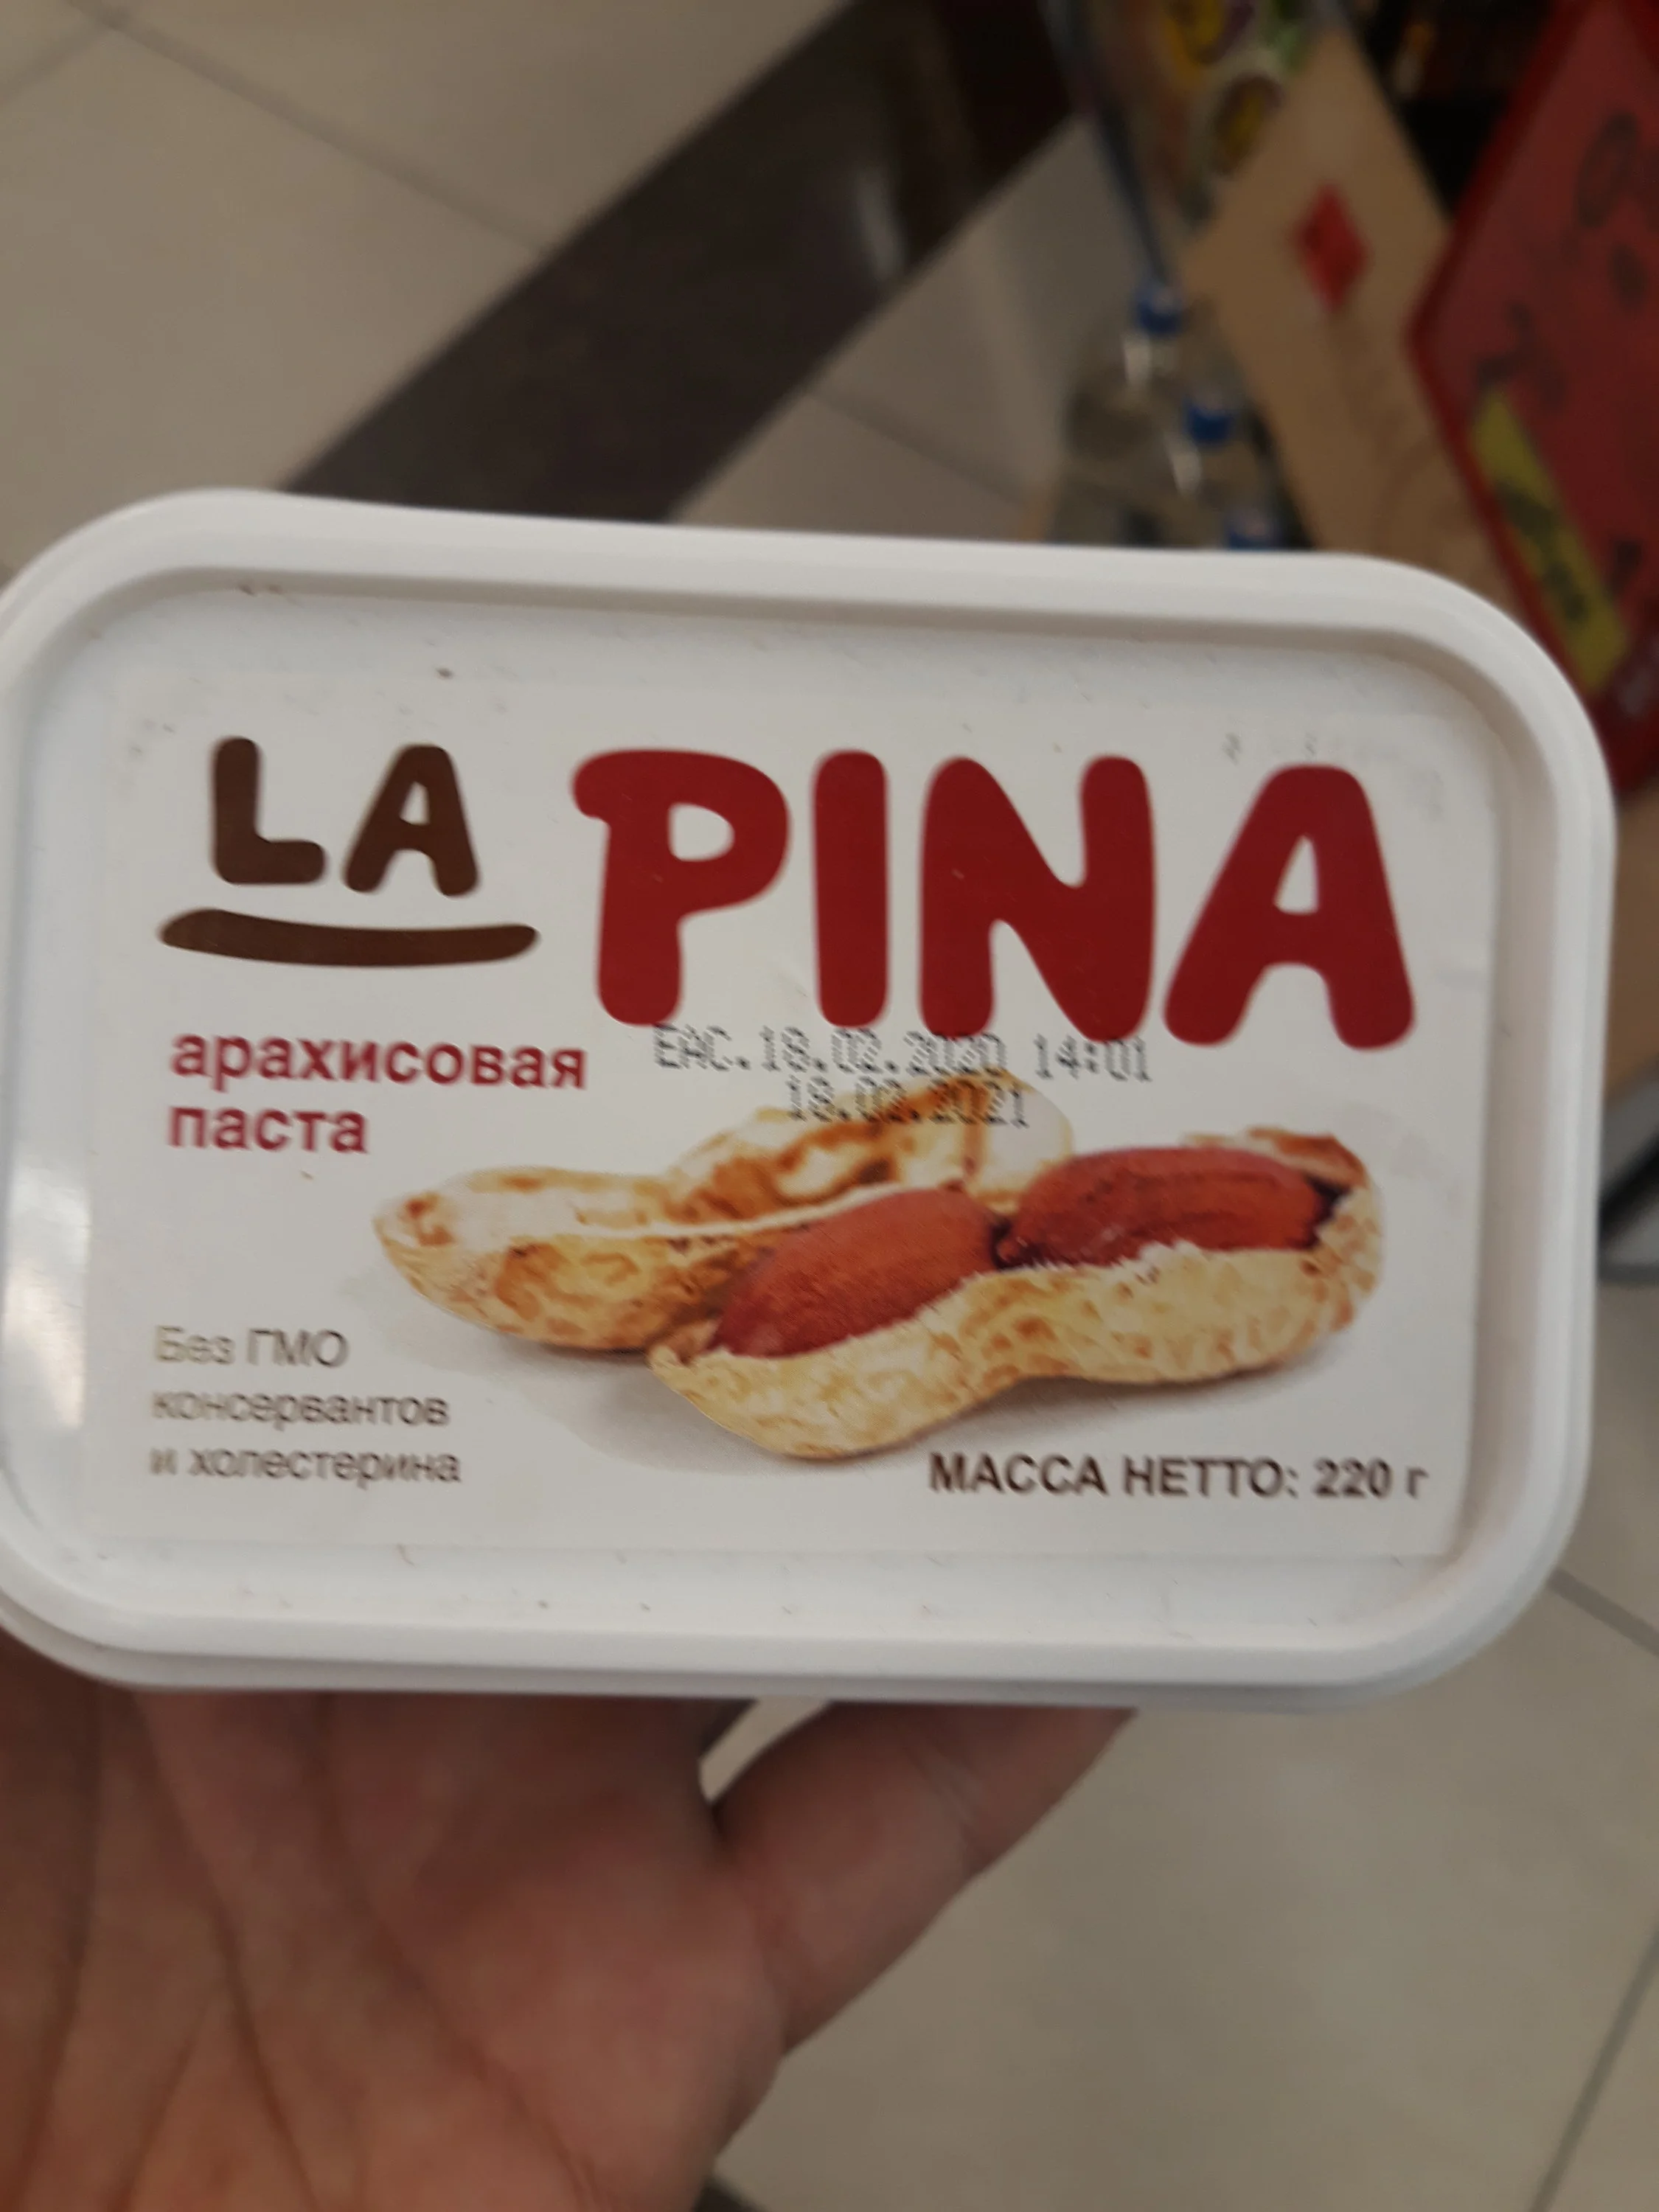 LA PINA
арахисовая
паста
EAC.18.02.2020 14:01
18.02.2021
Без ГМО
консервантов
и холестерина
МАССА НЕТТО: 220 г